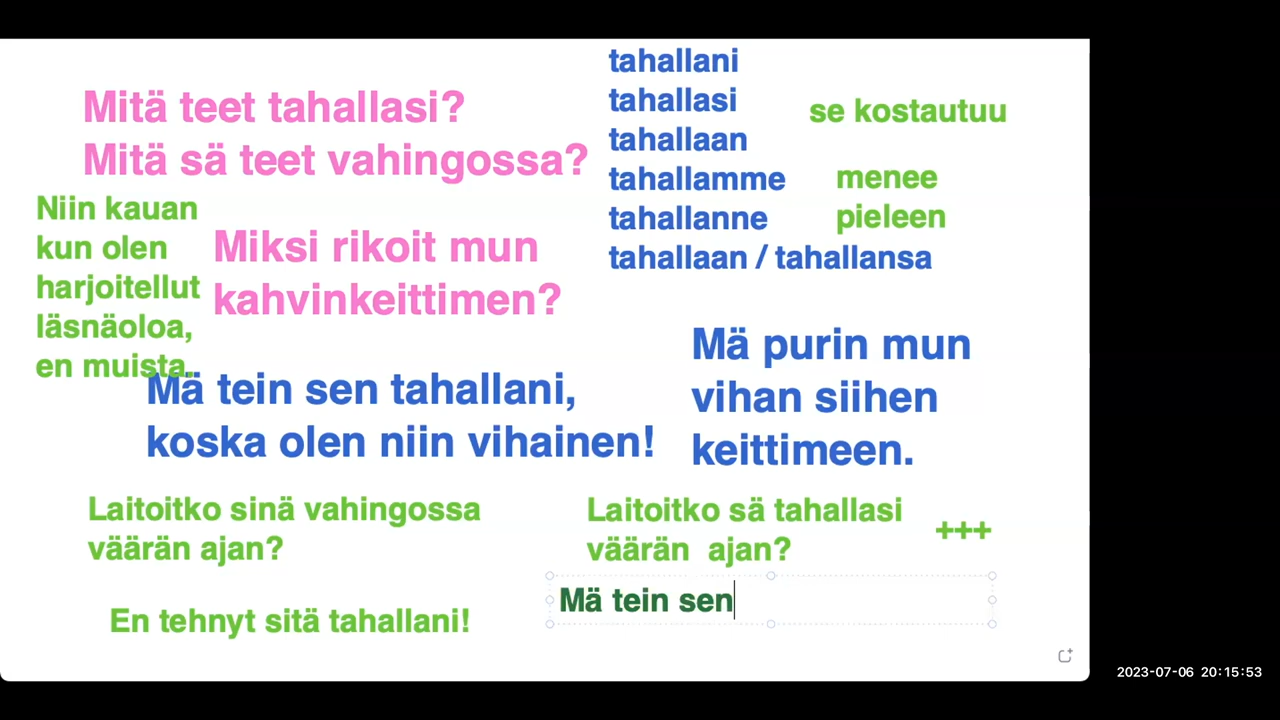 Mitä teet tahallasi?
Mitä sä teet vahingossa?
tahallani
tahallasi
tahallaan
tahallamme
tahallanne
tahallaan / tahallansa
se kostautuu
menee
pieleen
Niin kauan
kun olen
harjoitellut
läsnäoloa,
en muista.
Miksi rikoit mun
kahvinkeittimen?
Mä tein sen tahallani,
koska olen niin vihainen!
Mä purin mun
vihan siihen
keittimeen.
Laitoitko sinä vahingossa
väärän ajan?
Laitoitko sä tahallasi
väärän  ajan?
+++
En tehnyt sitä tahallani!
Mä tein sen
2023-07-06 20:15:53